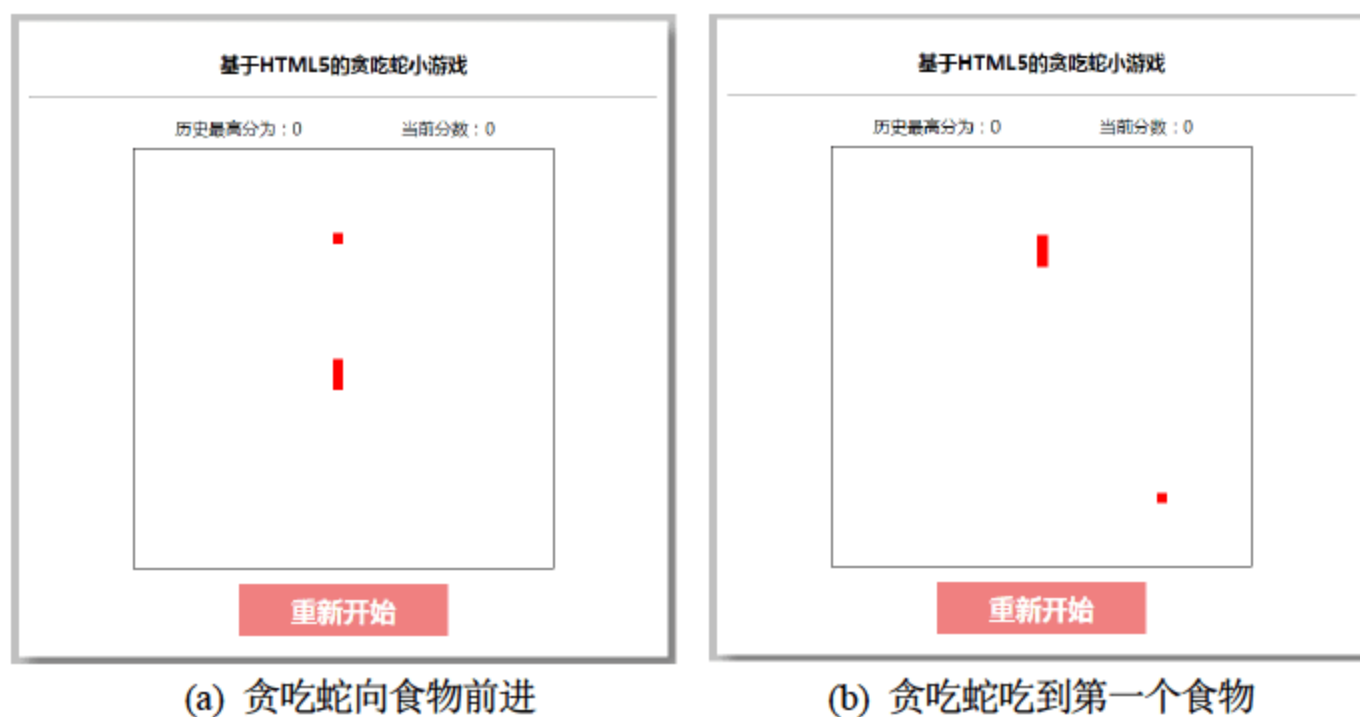 基于HTML5的贪吃蛇小游戏
历史最高分为：0 当前分数：0
重新开始
(a) 贪吃蛇向食物前进
基于HTML5的贪吃蛇小游戏
历史最高分为：0 当前分数：0
重新开始
(b) 贪吃蛇吃到第一个食物